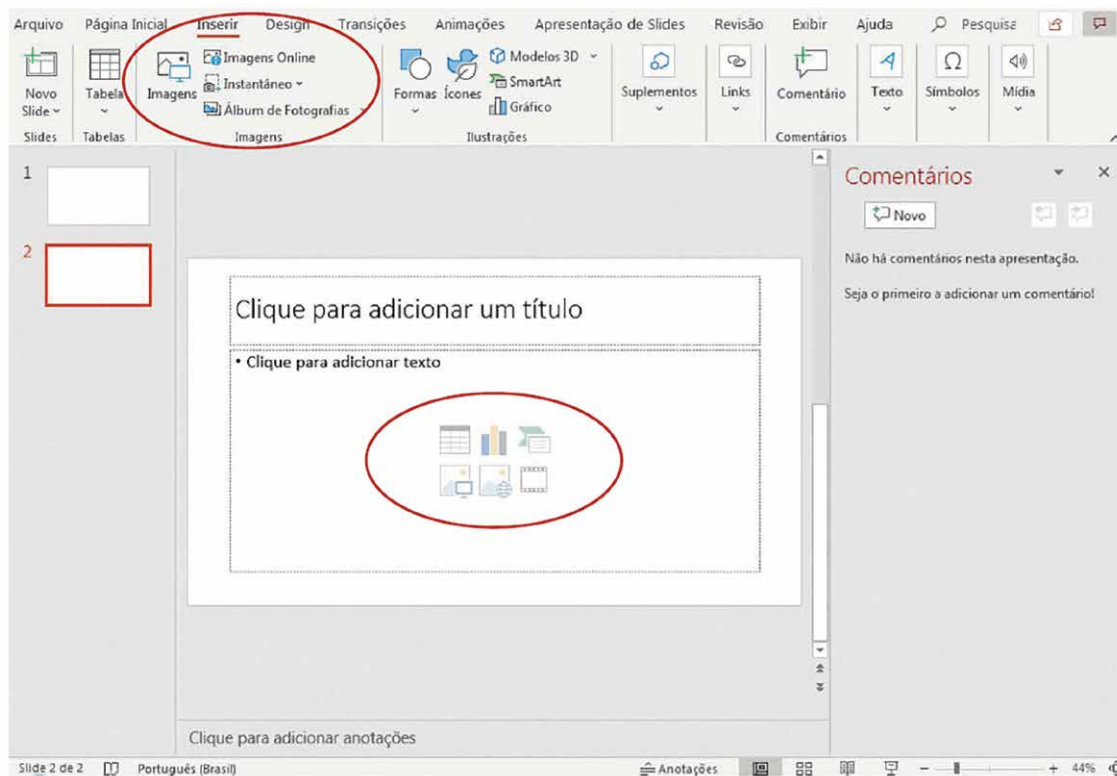 Arquivo Página Inicial Inserir Design Transições Animações Apresentação de Slides Revisão Exibir Ajuda Pesquisa
Novo Slide
Tabela
Imagens
Imagens Online
Instantâneo
Álbum de Fotografias
Formas
Ícones
Modelos 3D
SmartArt
Gráfico
Suplementos
Links
Comentário
Texto
Símbolos
Mídia
Slides Tabelas Imagens Ilustrações Comentários
1
2
Clique para adicionar um título
• Clique para adicionar texto
Comentários
Novo
Não há comentários nesta apresentação.
Seja o primeiro a adicionar um comentário!
Clique para adicionar anotações
Slide 2 de 2 Português (Brasil) Anotações 44%